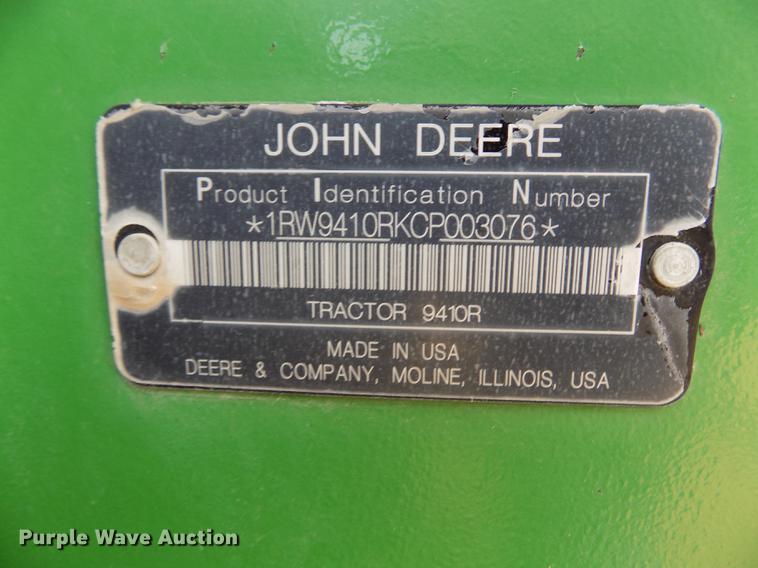 JOHN DEERE
Product Identification Number
*1RW9410RKCP003076*
TRACTOR 9410R
MADE IN USA
DEERE & COMPANY, MOLINE, ILLINOIS, USA
Purple Wave Auction